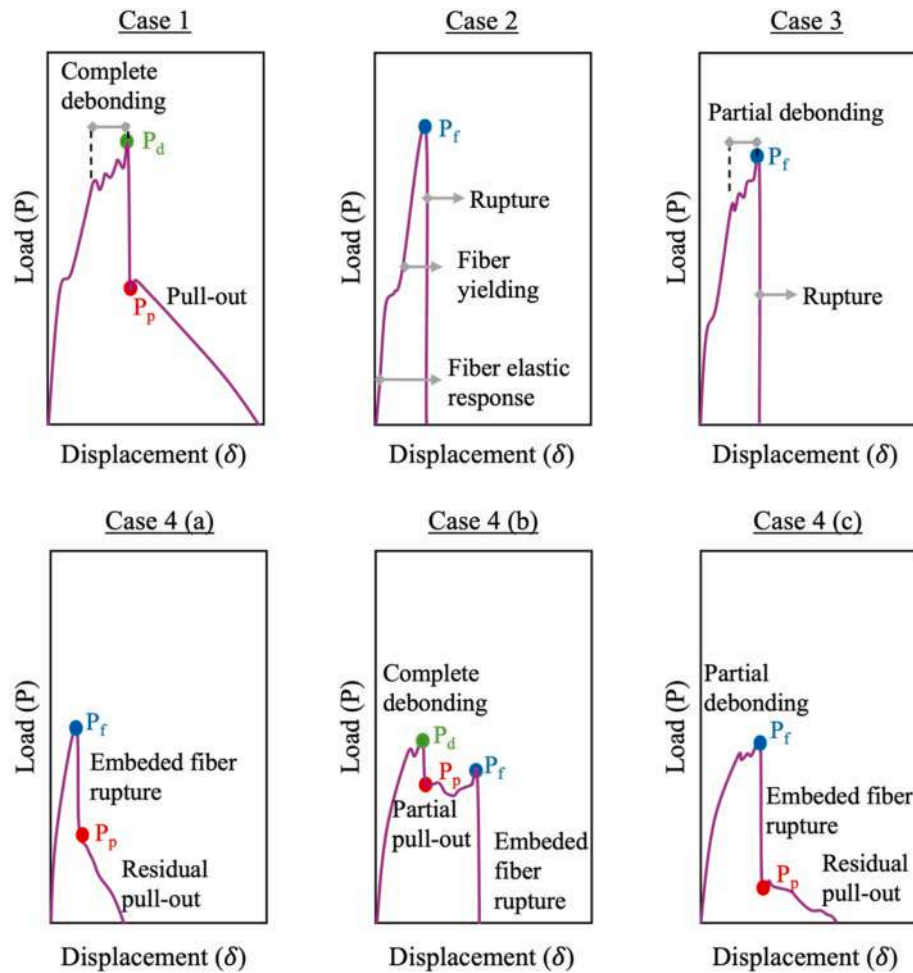 Case 1
Complete
debonding
P_d
P_p
Pull-out
Load (P)
Displacement (δ)
Case 2
P_f
Rupture
Fiber
yielding
Fiber elastic
response
Load (P)
Displacement (δ)
Case 3
Partial debonding
P_f
Rupture
Load (P)
Displacement (δ)
Case 4 (a)
P_f
Embeded fiber
rupture
P_p
Residual
pull-out
Load (P)
Displacement (δ)
Case 4 (b)
Complete
debonding
P_d
P_p
P_f
Partial
pull-out
Embeded
fiber
rupture
Load (P)
Displacement (δ)
Case 4 (c)
Partial
debonding
P_f
Embeded fiber
rupture
P_p
Residual
pull-out
Load (P)
Displacement (δ)